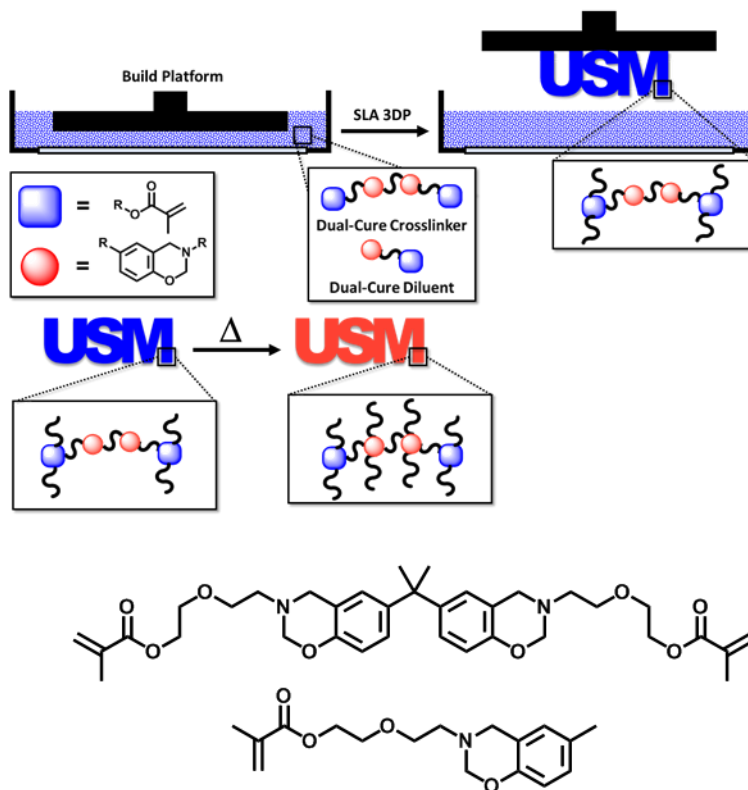 Build Platform
SLA 3DP
USM
= R O O
Dual-Cure Crosslinker
= R N R O
Dual-Cure Diluent
USM Δ USM
O O O N O N O O O O
O O O N O